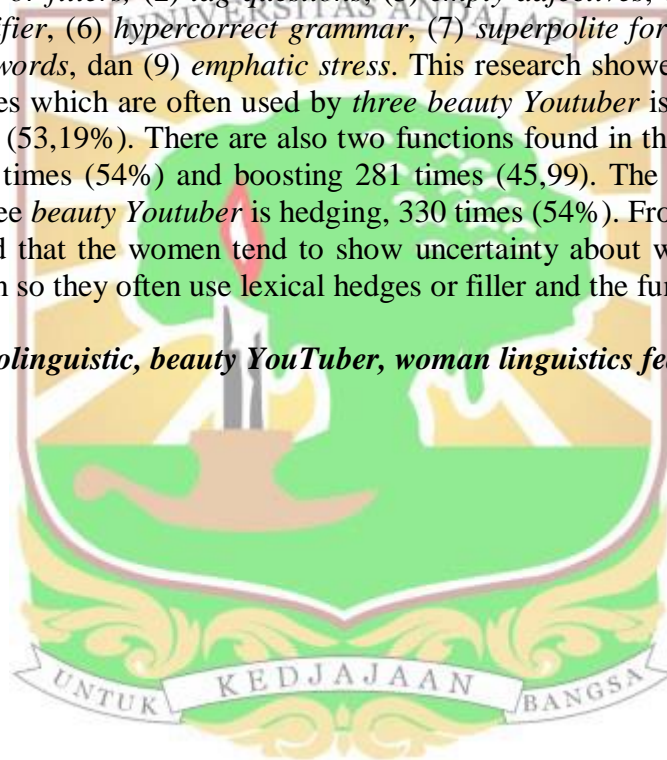 or fillers, (2) tag questions, (3) empty adjectives,
ifier, (6) hypercorrect grammar, (7) superpolite for
UNIVERSITAS ANDALAS
words, dan (9) emphatic stress. This research showe
es which are often used by three beauty Youtuber is
(53,19%). There are also two functions found in th
times (54%) and boosting 281 times (45,99). The
ee beauty Youtuber is hedging, 330 times (54%). Fro
d that the women tend to show uncertainty about w
n so they often use lexical hedges or filler and the fu
olinguistic, beauty YouTuber, woman linguistics fe
UNTUK KEDJAJAAN BANGSA